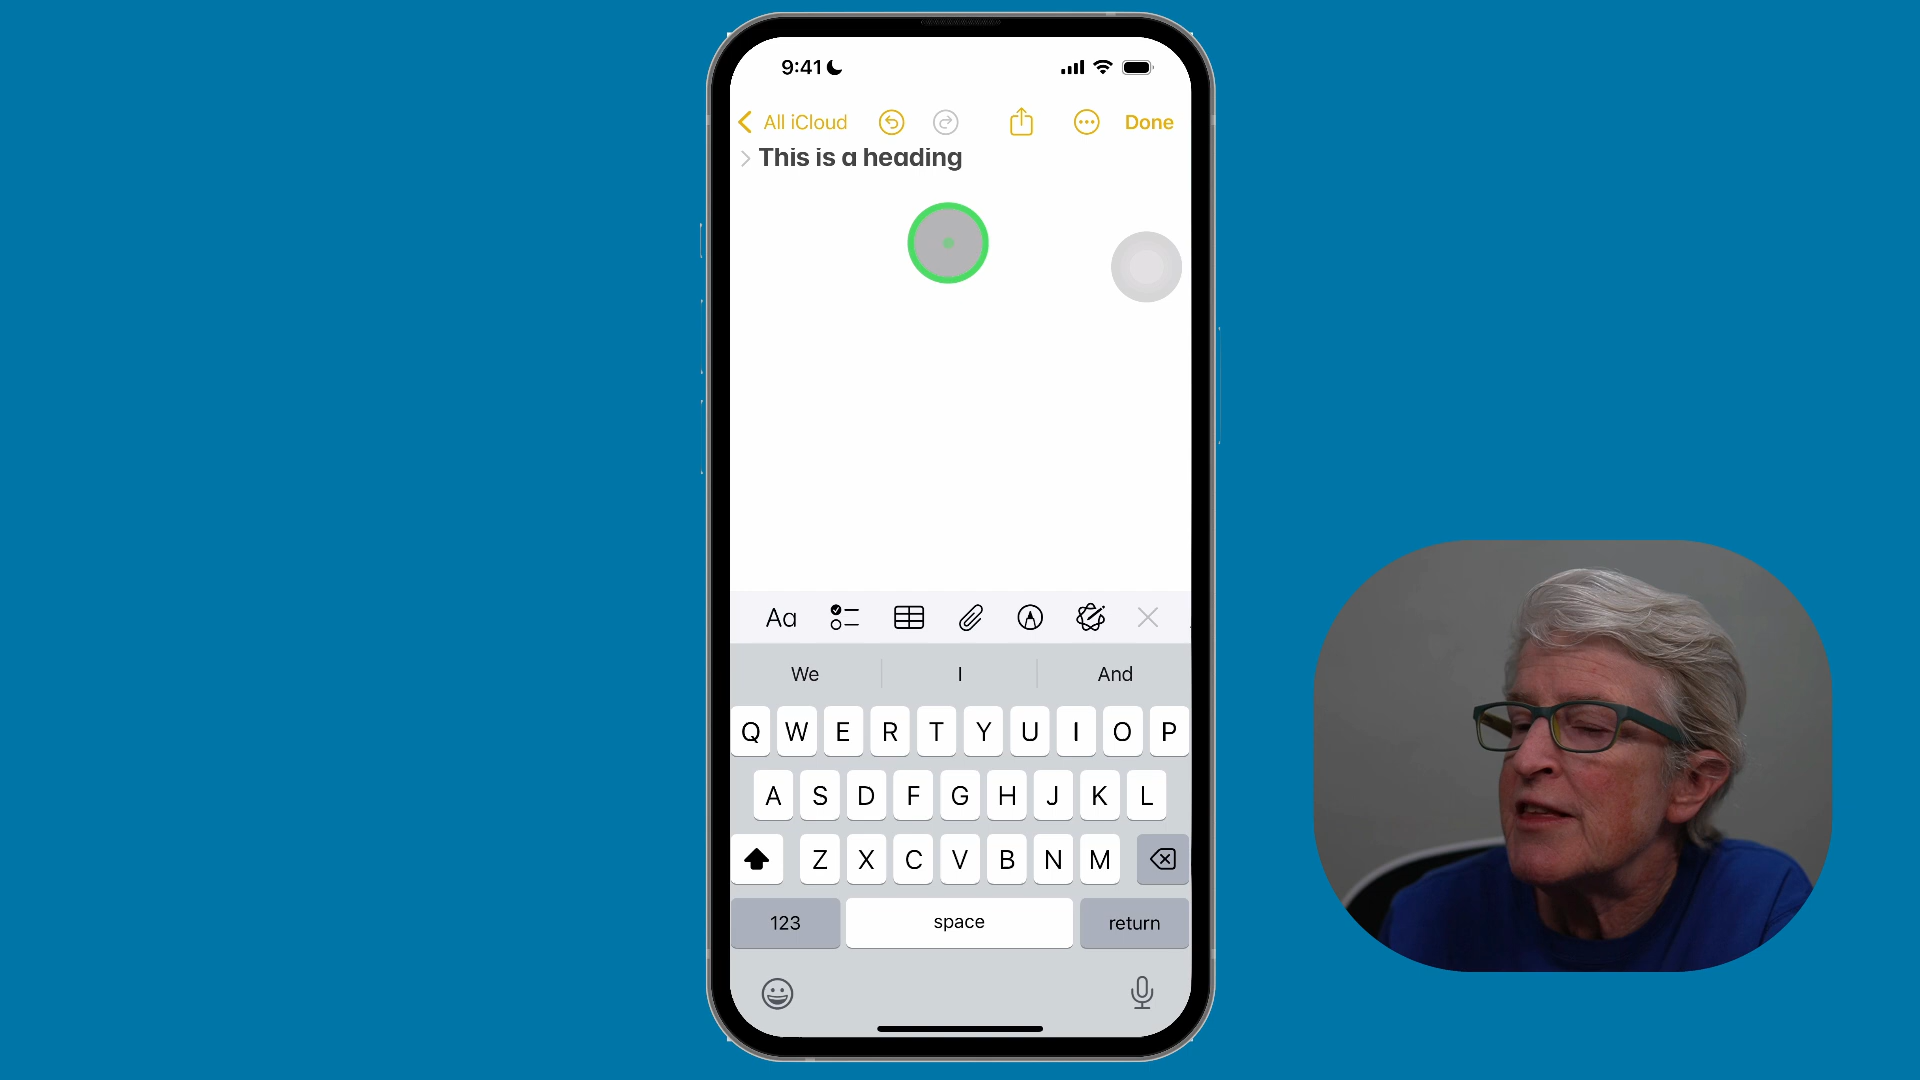 9:41
All iCloud
Done
This is a heading
Aa
We I And
Q W E R T Y U I O P
A S D F G H J K L
Z X C V B N M
123 space return